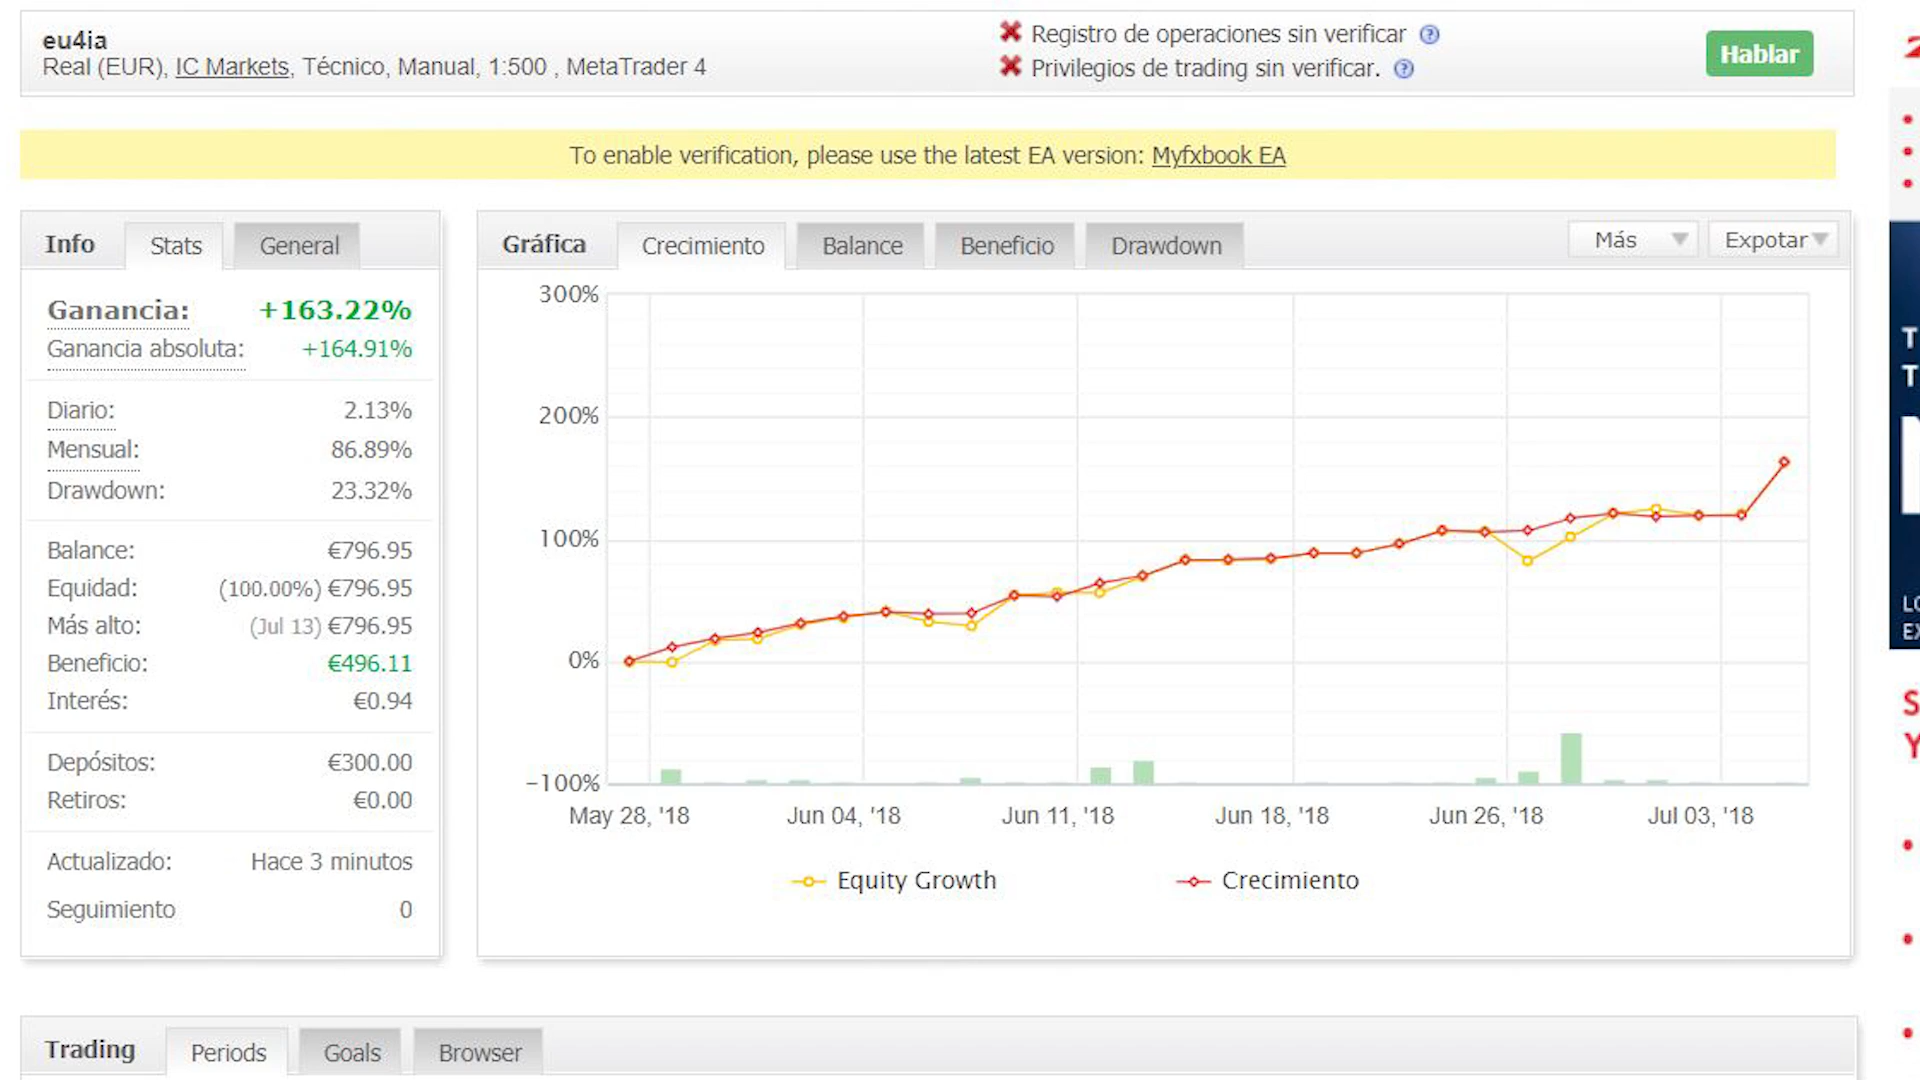 eu4ia
Real (EUR), IC Markets, Técnico, Manual, 1:500 , MetaTrader 4
Registro de operaciones sin verificar
Privilegios de trading sin verificar.
Hablar
To enable verification, please use the latest EA version: Myfxbook EA
Info Stats General
Ganancia: +163.22%
Ganancia absoluta: +164.91%
Diario: 2.13%
Mensual: 86.89%
Drawdown: 23.32%
Balance: €796.95
Equidad: (100.00%) €796.95
Más alto: (Jul 13) €796.95
Beneficio: €496.11
Interés: €0.94
Depósitos: €300.00
Retiros: €0.00
Actualizado: Hace 3 minutos
Seguimiento 0
Gráfica Crecimiento Balance Beneficio Drawdown Más Expotar
300%
200%
100%
0%
-100%
May 28, '18 Jun 04, '18 Jun 11, '18 Jun 18, '18 Jun 26, '18 Jul 03, '18
Equity Growth Crecimiento
Trading Periods Goals Browser